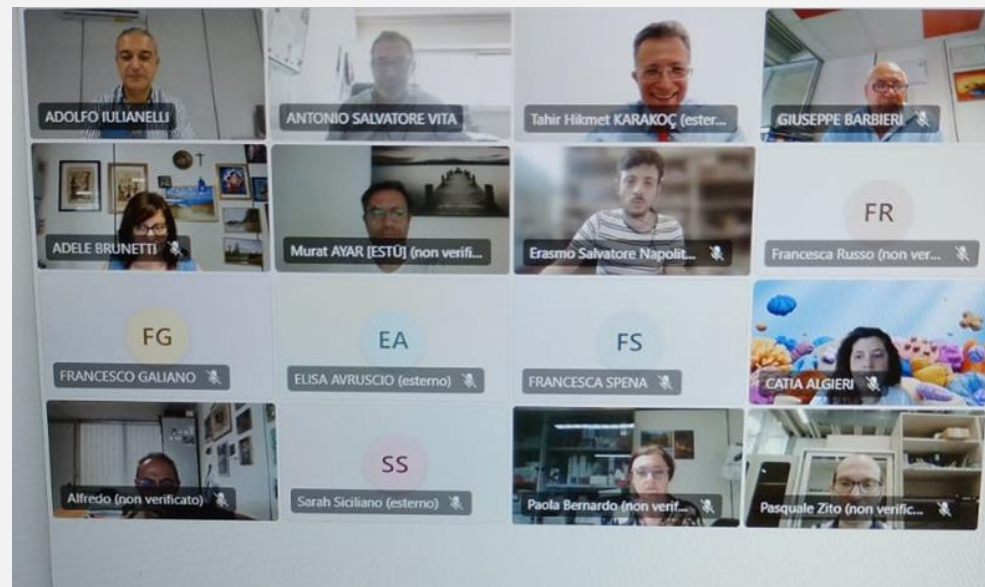 ADOLFO IULIANELLI
ANTONIO SALVATORE VITA
Tahir Hikmet KARAKOÇ (ester...
GIUSEPPE BARBIERI
ADELE BRUNETTI
Murat AYAR [ESTÜ] (non verifi...
Erasmo Salvatore Napolit...
FR
Francesca Russo (non ver...
FG
FRANCESCO GALIANO
EA
ELISA AVRUSCIO (esterno)
FS
FRANCESCA SPENA
CATIA ALGIERI
Alfredo (non verificato)
SS
Sarah Siciliano (esterno)
Paola Bernardo (non verif...
Pasquale Zito (non verific...